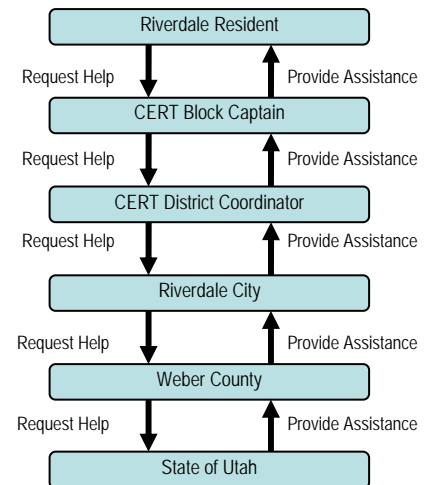 Riverdale Resident
Request Help
Provide Assistance
CERT Block Captain
Request Help
Provide Assistance
CERT District Coordinator
Request Help
Provide Assistance
Riverdale City
Request Help
Provide Assistance
Weber County
Request Help
Provide Assistance
State of Utah